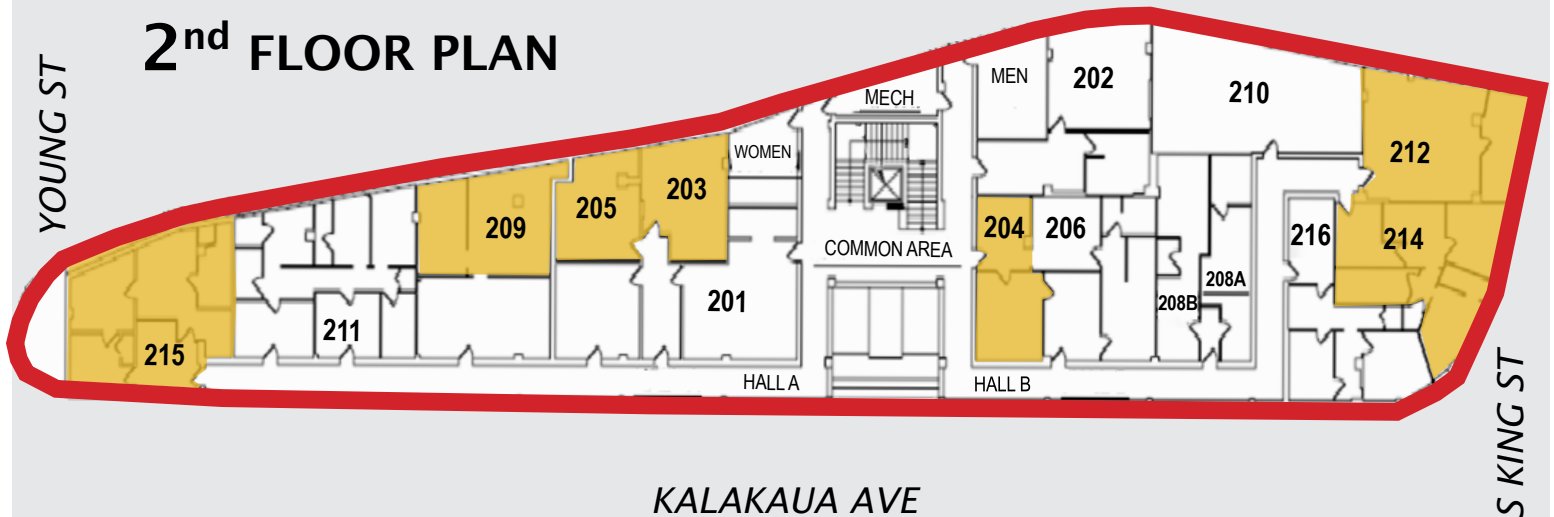 2nd FLOOR PLAN
YOUNG ST
MEN
202
MECH
210
WOMEN
212
203
205
209
204
206
216
214
COMMON AREA
208A
201
208B
211
215
HALL A
HALL B
S KING ST
KALAKAUA AVE